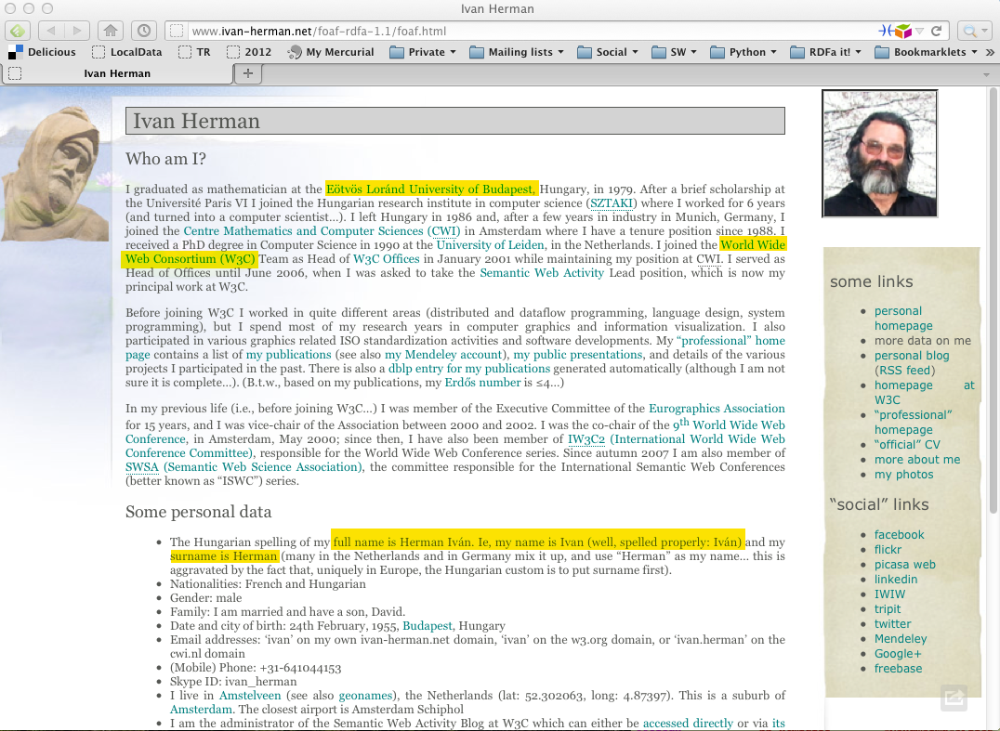 Ivan Herman
www.ivan-herman.net/foaf-rdfa-1.1/foaf.html
Delicious LocalData TR 2012 My Mercurial Private Mailing lists Social SW Python RDFa it! Bookmarklets »
Ivan Herman
Ivan Herman
Who am I?
I graduated as mathematician at the Eötvös Loránd University of Budapest, Hungary, in 1979. After a brief scholarship at
the Université Paris VI I joined the Hungarian research institute in computer science (SZTAKI) where I worked for 6 years
(and turned into a computer scientist…). I left Hungary in 1986 and, after a few years in industry in Munich, Germany, I
joined the Centre Mathematics and Computer Sciences (CWI) in Amsterdam where I have a tenure position since 1988. I
received a PhD degree in Computer Science in 1990 at the University of Leiden, in the Netherlands. I joined the World Wide
Web Consortium (W3C) Team as Head of W3C Offices in January 2001 while maintaining my position at CWI. I served as
Head of Offices until June 2006, when I was asked to take the Semantic Web Activity Lead position, which is now my
principal work at W3C.
Before joining W3C I worked in quite different areas (distributed and dataflow programming, language design, system
programming), but I spend most of my research years in computer graphics and information visualization. I also
participated in various graphics related ISO standardization activities and software developments. My “professional” home
page contains a list of my publications (see also my Mendeley account), my public presentations, and details of the various
projects I participated in the past. There is also a dblp entry for my publications generated automatically (although I am not
sure it is complete…). (B.t.w., based on my publications, my Erdős number is ≤4…)
In my previous life (i.e., before joining W3C…) I was member of the Executive Committee of the Eurographics Association
for 15 years, and I was vice-chair of the Association between 2000 and 2002. I was the co-chair of the 9th World Wide Web
Conference, in Amsterdam, May 2000; since then, I have also been member of IW3C2 (International World Wide Web
Conference Committee), responsible for the World Wide Web Conference series. Since autumn 2007 I am also member of
SWSA (Semantic Web Science Association), the committee responsible for the International Semantic Web Conferences
(better known as “ISWC”) series.
Some personal data
• The Hungarian spelling of my full name is Herman Iván. Ie, my name is Ivan (well, spelled properly: Iván) and my
surname is Herman (many in the Netherlands and in Germany mix it up, and use “Herman” as my name… this is
aggravated by the fact that, uniquely in Europe, the Hungarian custom is to put surname first).
• Nationalities: French and Hungarian
• Gender: male
• Family: I am married and have a son, David.
• Date and city of birth: 24th February, 1955, Budapest, Hungary
• Email addresses: ‘ivan’ on my own ivan-herman.net domain, ‘ivan’ on the w3.org domain, or ‘ivan.herman’ on the
cwi.nl domain
• (Mobile) Phone: +31-641044153
• Skype ID: ivan_herman
• I live in Amstelveen (see also geonames), the Netherlands (lat: 52.302063, long: 4.87397). This is a suburb of
Amsterdam. The closest airport is Amsterdam Schiphol
• I am the administrator of the Semantic Web Activity Blog at W3C which can either be accessed directly or via its
some links
• personal
homepage
• more data on me
• personal blog
(RSS feed)
• homepage at
W3C
• “professional”
homepage
• “official” CV
• more about me
• my photos
“social” links
• facebook
• flickr
• picasa web
• linkedin
• IWIW
• tripit
• twitter
• Mendeley
• Google+
• freebase